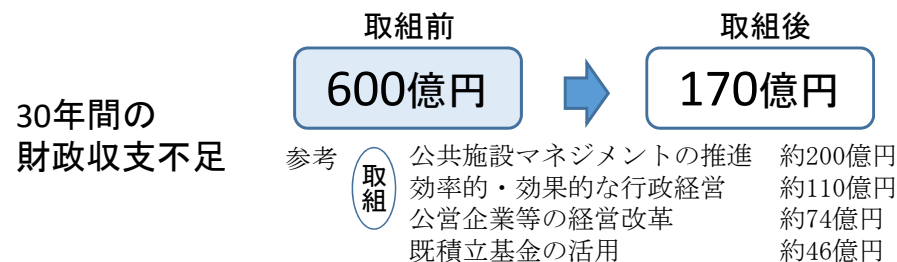 取組前 取組後
600億円 170億円
30年間の
財政収支不足
参考 取組 公共施設マネジメントの推進 約200億円
効率的・効果的な行政経営 約110億円
公営企業等の経営改革 約74億円
既積立基金の活用 約46億円